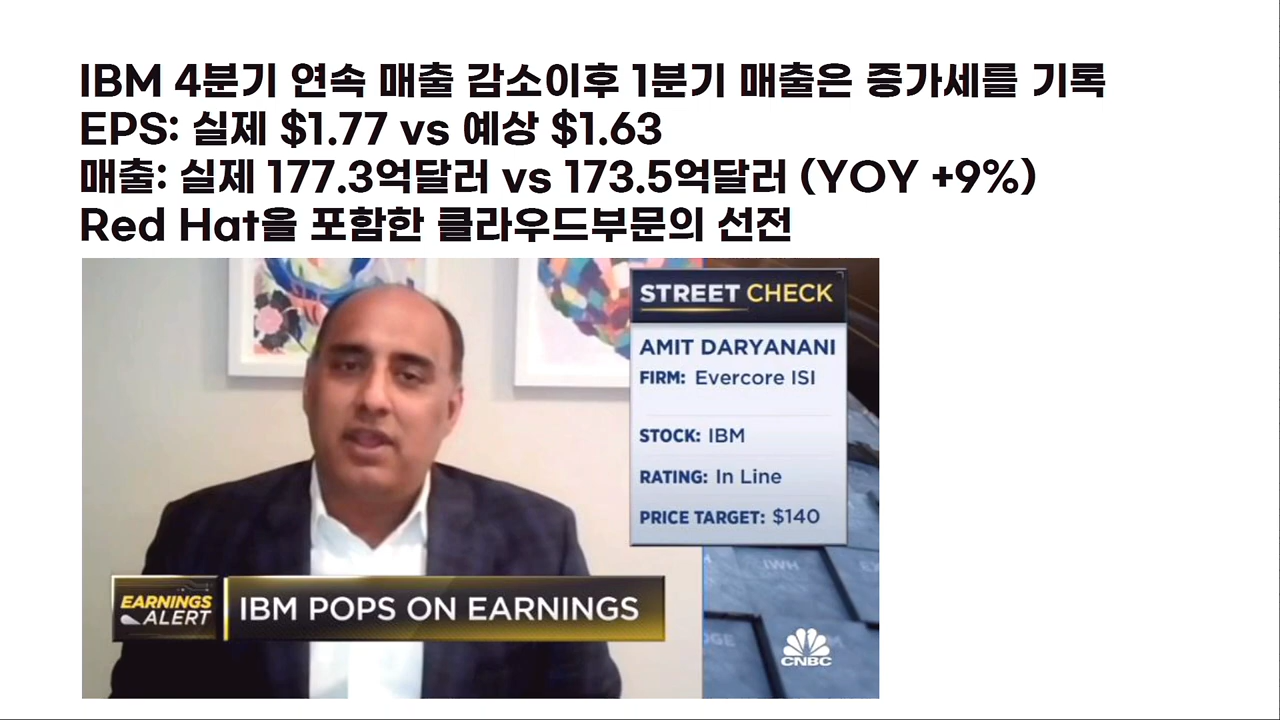 IBM 4분기 연속 매출 감소이후 1분기 매출은 증가세를 기록
EPS: 실제 $1.77 vs 예상 $1.63
매출: 실제 177.3억달러 vs 173.5억달러 (YOY +9%)
Red Hat을 포함한 클라우드부문의 선전
STREET CHECK
AMIT DARYANANI
FIRM: Evercore ISI
STOCK: IBM
RATING: In Line
PRICE TARGET: $140
EARNINGS ALERT
IBM POPS ON EARNINGS
IWH
CNBC